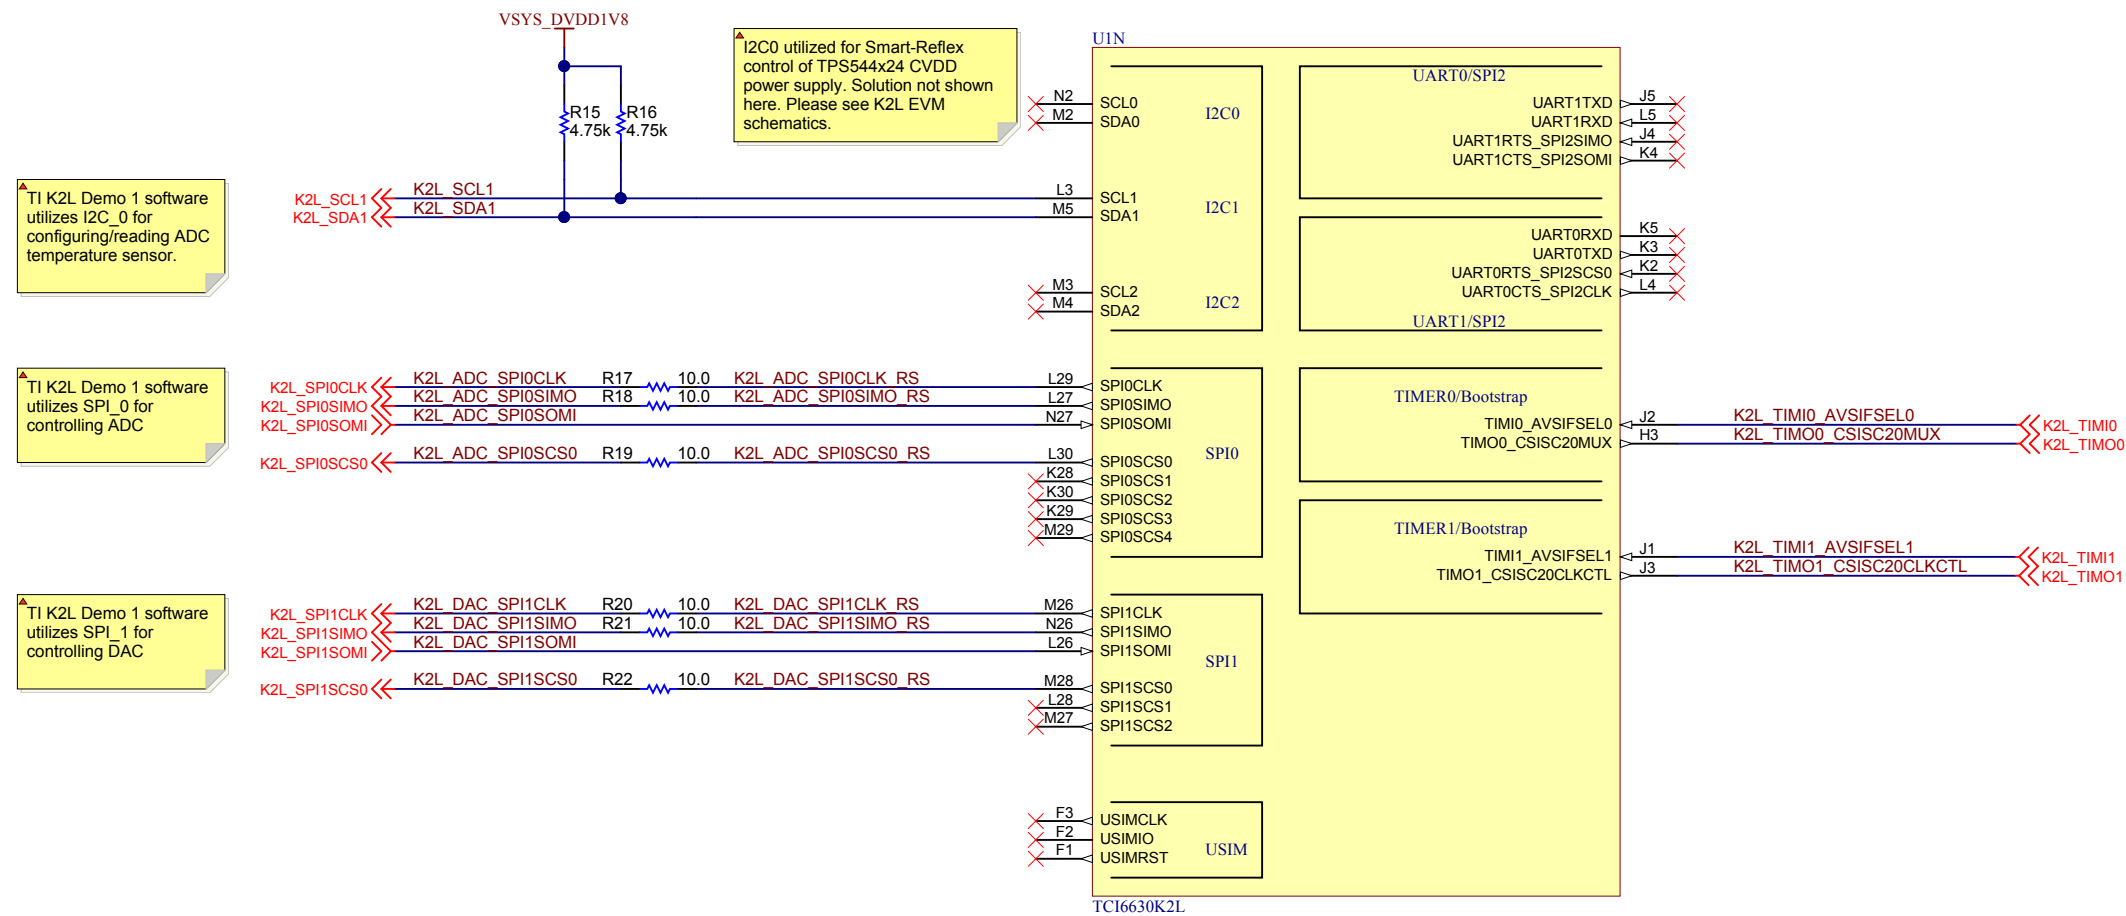 VSYS_DVDD1V8
I2C0 utilized for Smart-Reflex
control of TPS544x24 CVDD
power supply. Solution not shown
here. Please see K2L EVM
schematics.
R15
4.75k
R16
4.75k
TI K2L Demo 1 software
utilizes I2C_0 for
configuring/reading ADC
temperature sensor.
K2L_SCL1 K2L_SCL1
K2L_SDA1 K2L_SDA1
TI K2L Demo 1 software
utilizes SPI_0 for
controlling ADC
K2L_SPI0CLK K2L_ADC_SPI0CLK R17 10.0 K2L_ADC_SPI0CLK_RS
K2L_SPI0SIMO K2L_ADC_SPI0SIMO R18 10.0 K2L_ADC_SPI0SIMO_RS
K2L_SPI0SOMI K2L_ADC_SPI0SOMI
K2L_SPI0SCS0 K2L_ADC_SPI0SCS0 R19 10.0 K2L_ADC_SPI0SCS0_RS
TI K2L Demo 1 software
utilizes SPI_1 for
controlling DAC
K2L_SPI1CLK K2L_DAC_SPI1CLK R20 10.0 K2L_DAC_SPI1CLK_RS
K2L_SPI1SIMO K2L_DAC_SPI1SIMO R21 10.0 K2L_DAC_SPI1SIMO_RS
K2L_SPI1SOMI K2L_DAC_SPI1SOMI
K2L_SPI1SCS0 K2L_DAC_SPI1SCS0 R22 10.0 K2L_DAC_SPI1SCS0_RS
U1N
N2 SCL0
M2 SDA0
I2C0
L3 SCL1
M5 SDA1
I2C1
M3 SCL2
M4 SDA2
I2C2
L29 SPI0CLK
L27 SPI0SIMO
N27 SPI0SOMI
L30 SPI0SCS0
K28 SPI0SCS1
K30 SPI0SCS2
K29 SPI0SCS3
M29 SPI0SCS4
SPI0
M26 SPI1CLK
N26 SPI1SIMO
L26 SPI1SOMI
M28 SPI1SCS0
L28 SPI1SCS1
M27 SPI1SCS2
SPI1
F3 USIMCLK
F2 USIMIO
F1 USIMRST
USIM
UART0/SPI2
UART1TXD J5
UART1RXD L5
UART1RTS_SPI2SIMO J4
UART1CTS_SPI2SOMI K4
UART0RXD K5
UART0TXD K3
UART0RTS_SPI2SCS0 K2
UART0CTS_SPI2CLK L4
UART1/SPI2
TIMER0/Bootstrap
TIMI0_AVSIFSEL0 J2 K2L_TIMI0_AVSIFSEL0 K2L_TIMI0
TIMO0_CSISC20MUX H3 K2L_TIMO0_CSISC20MUX K2L_TIMO0
TIMER1/Bootstrap
TIMI1_AVSIFSEL1 J1 K2L_TIMI1_AVSIFSEL1 K2L_TIMI1
TIMO1_CSISC20CLKCTL J3 K2L_TIMO1_CSISC20CLKCTL K2L_TIMO1
TCI6630K2L